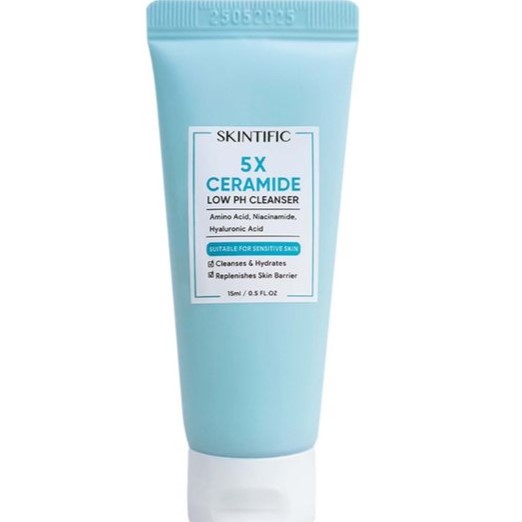 25052025
SKINTIFIC
5X
CERAMIDE
LOW PH CLEANSER
Amino Acid, Niacinamide,
Hyaluronic Acid
SUITABLE FOR SENSITIVE SKIN
Cleanses & Hydrates
Replenishes Skin Barrier
15ml / 0.5 FL.OZ